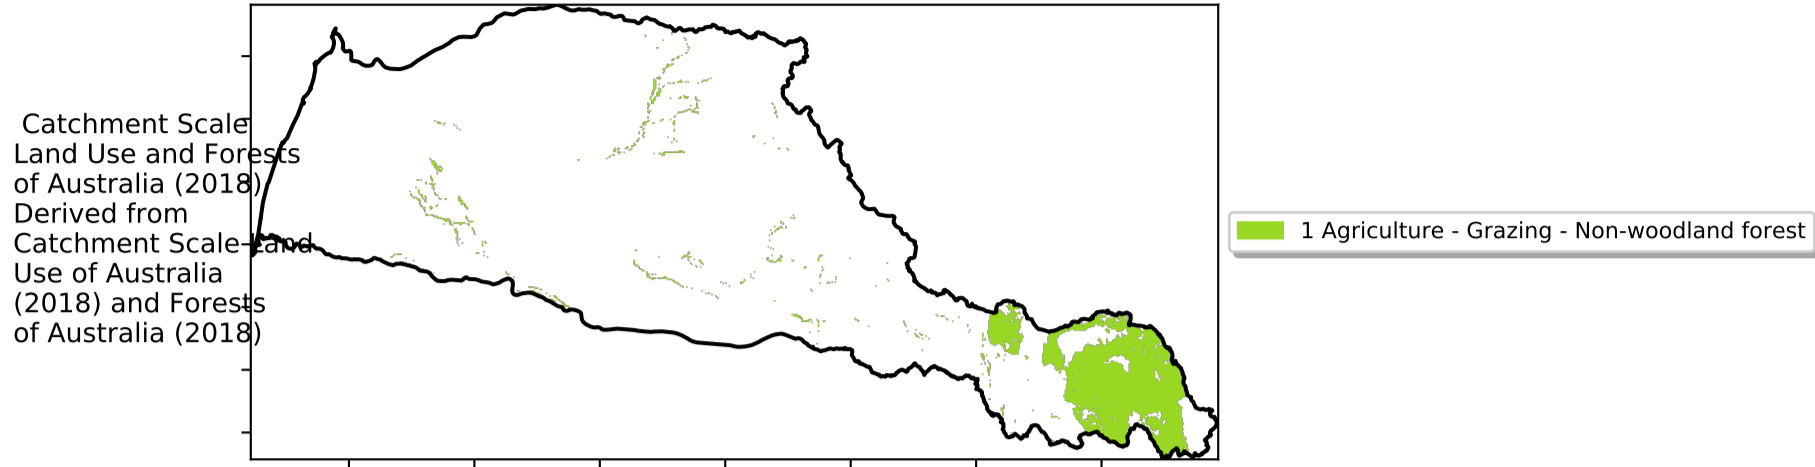 Catchment Scale
Land Use and Forests
of Australia (2018)
Derived from
Catchment Scale Land
Use of Australia
(2018) and Forests
of Australia (2018)
1 Agriculture - Grazing - Non-woodland forest